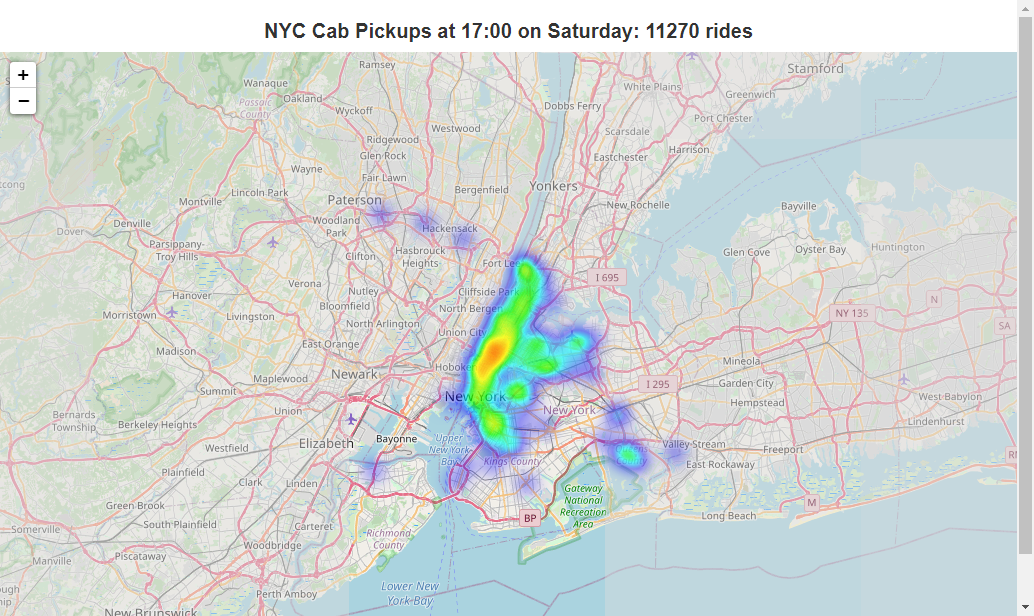 NYC Cab Pickups at 17:00 on Saturday: 11270 rides
+
−
Ramsey
Stamford
Wanaque
Oakland
White Plains
Greenwich
Passaic
County
Wyckoff
Dobbs Ferry
Port Chester
Westwood
Scarsdale
Ridgewood
Glen Rock
Eastchester
Harrison
Wayne
Fair Lawn
Lincoln Park
Bergenfield
Yonkers
Montville
Paterson
New Rochelle
Bayville
Denville
Woodland
Park
Hackensack
Dover
Parsippany-
Troy Hills
Clifton
Hasbrouck
Heights
Glen Cove
Oyster Bay
Huntington
Fort Le
I 695
Verona
Nutley
Cliffside Park
Hanover
Bloomfield
North Bergen
N
Morristown
Livingston
North Arlington
NY 135
Union City
SA
East Orange
Madison
Mineola
Newark
Hoboke
Maplewood
I 295
Garden City
Summit
New York
Hempstead
West Babylon
Union
New York
Bernards
Township
Berkeley Heights
Lindenhurst
Elizabeth
Bayonne
Upper
New York
Bay
Valley Stream
Freeport
Westfield
Kings County
East Rockaway
Plainfield
Clark
Linden
Gateway
National
Recreation
Area
Green Brook
M
South Plainfield
BP
Long Beach
Somerville
Carteret
Richmond
County
Woodbridge
Piscataway
Manville
Lower New
York Bay
Perth Amboy
New Brunswick